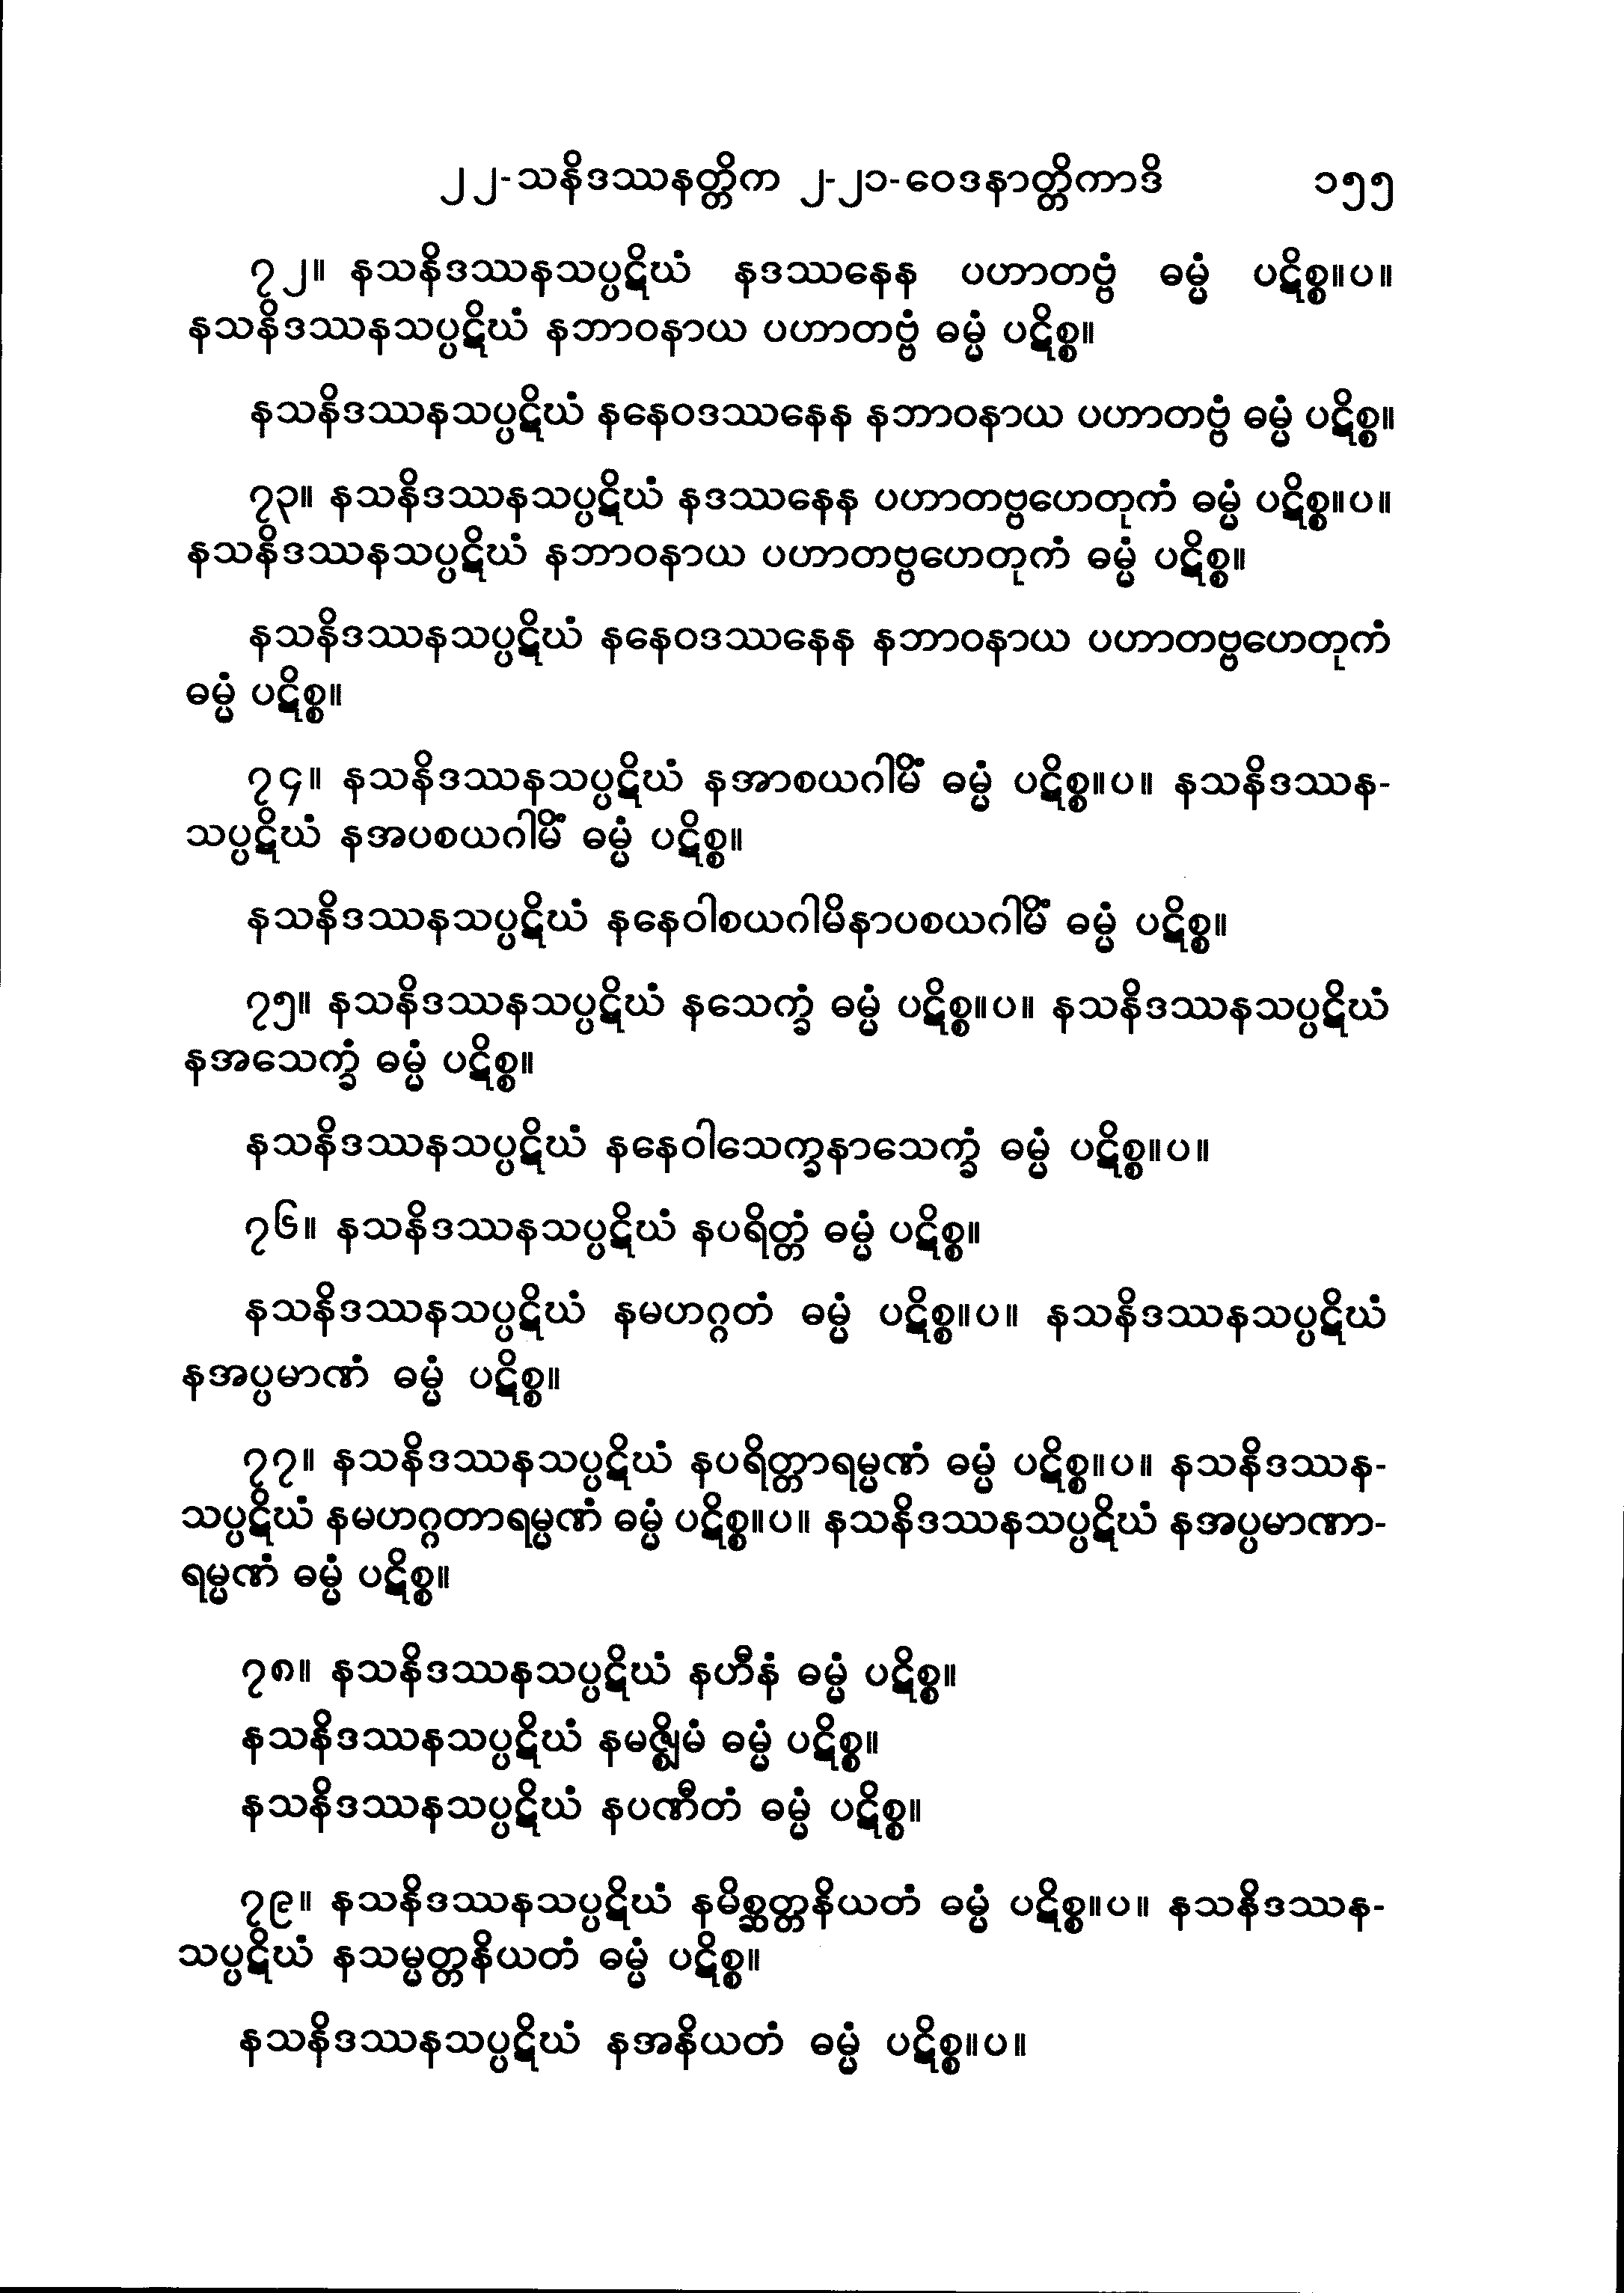 ၂၂-သနိဒဿနတ္တိက ၂-၂၁-ဝေဒနာတ္တိကာဒိ ၁၅၅
၇၂။ နသနိဒဿနသပ္ပဋိဃံ နဒဿနေန ပဟာတဗ္ဗံ ဓမ္မံ ပဋိစ္စ။ပ။
နသနိဒဿနသပ္ပဋိဃံ နဘာဝနာယ ပဟာတဗ္ဗံ ဓမ္မံ ပဋိစ္စ။
နသနိဒဿနသပ္ပဋိဃံ နနေဝဒဿနေန နဘာဝနာယ ပဟာတဗ္ဗံ ဓမ္မံ ပဋိစ္စ။
၇၃။ နသနိဒဿနသပ္ပဋိဃံ နဒဿနေန ပဟာတဗ္ဗဟေတုကံ ဓမ္မံ ပဋိစ္စ။ပ။
နသနိဒဿနသပ္ပဋိဃံ နဘာဝနာယ ပဟာတဗ္ဗဟေတုကံ ဓမ္မံ ပဋိစ္စ။
နသနိဒဿနသပ္ပဋိဃံ နနေဝဒဿနေန နဘာဝနာယ ပဟာတဗ္ဗဟေတုကံ
ဓမ္မံ ပဋိစ္စ။
၇၄။ နသနိဒဿနသပ္ပဋိဃံ နအာစယဂါမိံ ဓမ္မံ ပဋိစ္စ။ပ။ နသနိဒဿန-
သပ္ပဋိဃံ နအပစယဂါမိံ ဓမ္မံ ပဋိစ္စ။
နသနိဒဿနသပ္ပဋိဃံ နနေဝါစယဂါမိနာပစယဂါမိံ ဓမ္မံ ပဋိစ္စ။
၇၅။ နသနိဒဿနသပ္ပဋိဃံ နသေက္ခံ ဓမ္မံ ပဋိစ္စ။ပ။ နသနိဒဿနသပ္ပဋိဃံ
နအသေက္ခံ ဓမ္မံ ပဋိစ္စ။
နသနိဒဿနသပ္ပဋိဃံ နနေဝါသေက္ခနာသေက္ခံ ဓမ္မံ ပဋိစ္စ။ပ။
၇၆။ နသနိဒဿနသပ္ပဋိဃံ နပရိတ္တံ ဓမ္မံ ပဋိစ္စ။
နသနိဒဿနသပ္ပဋိဃံ နမဟဂ္ဂတံ ဓမ္မံ ပဋိစ္စ။ပ။ နသနိဒဿနသပ္ပဋိဃံ
နအပ္ပမာဏံ ဓမ္မံ ပဋိစ္စ။
၇၇။ နသနိဒဿနသပ္ပဋိဃံ နပရိတ္တာရမ္မဏံ ဓမ္မံ ပဋိစ္စ။ပ။ နသနိဒဿန-
သပ္ပဋိဃံ နမဟဂ္ဂတာရမ္မဏံ ဓမ္မံ ပဋိစ္စ။ပ။ နသနိဒဿနသပ္ပဋိဃံ နအပ္ပမာဏာ-
ရမ္မဏံ ဓမ္မံ ပဋိစ္စ။
၇၈။ နသနိဒဿနသပ္ပဋိဃံ နဟီနံ ဓမ္မံ ပဋိစ္စ။
နသနိဒဿနသပ္ပဋိဃံ နမဇ္ဈိမံ ဓမ္မံ ပဋိစ္စ။
နသနိဒဿနသပ္ပဋိဃံ နပဏီတံ ဓမ္မံ ပဋိစ္စ။
၇၉။ နသနိဒဿနသပ္ပဋိဃံ နမိစ္ဆတ္တနိယတံ ဓမ္မံ ပဋိစ္စ။ပ။ နသနိဒဿန-
သပ္ပဋိဃံ နသမ္မတ္တနိယတံ ဓမ္မံ ပဋိစ္စ။
နသနိဒဿနသပ္ပဋိဃံ နအနိယတံ ဓမ္မံ ပဋိစ္စ။ပ။